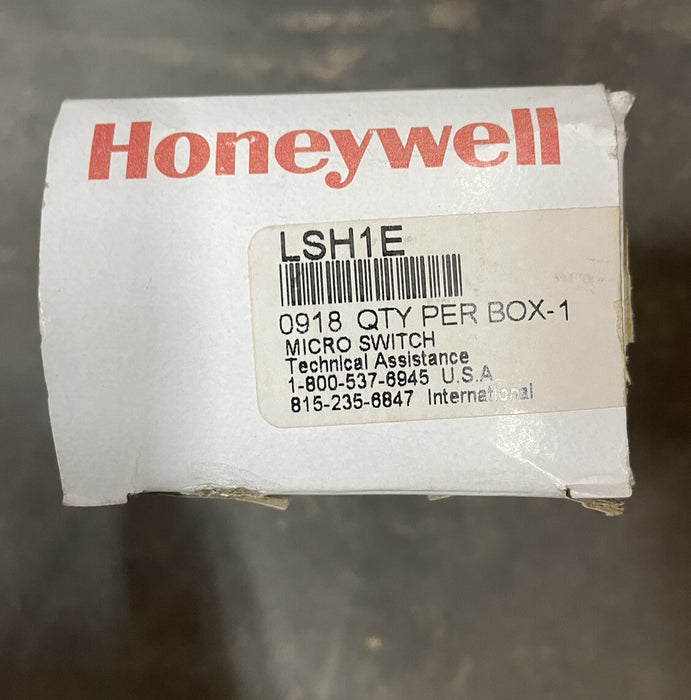 Honeywell
LSH1E
0918 QTY PER BOX-1
MICRO SWITCH
Technical Assistance
1-800-537-6945 U.S.A
815-235-6847 International